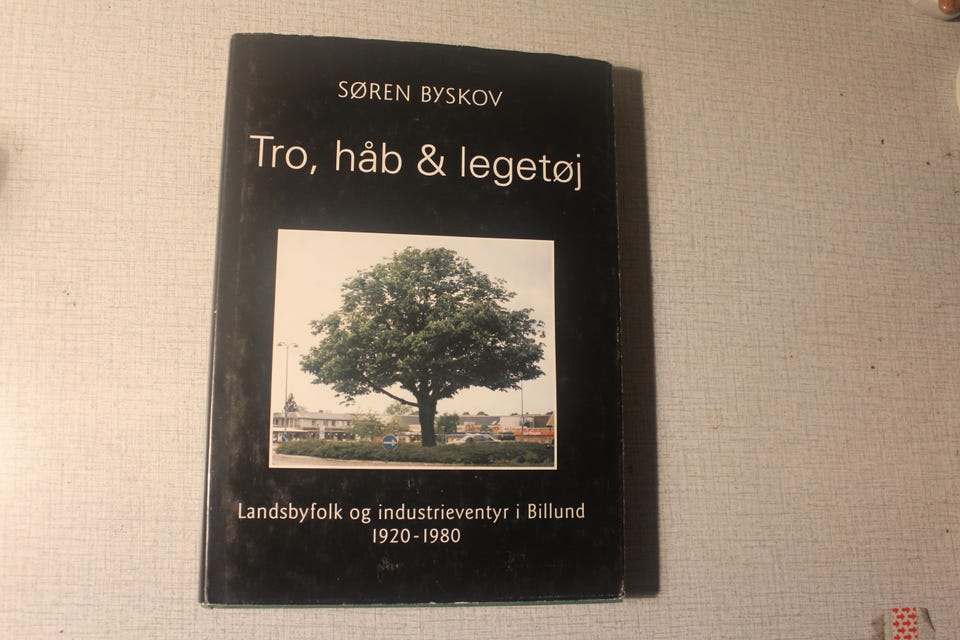 SØREN BYSKOV
Tro, håb & legetøj
Landsbyfolk og industrieventyr i Billund
1920-1980